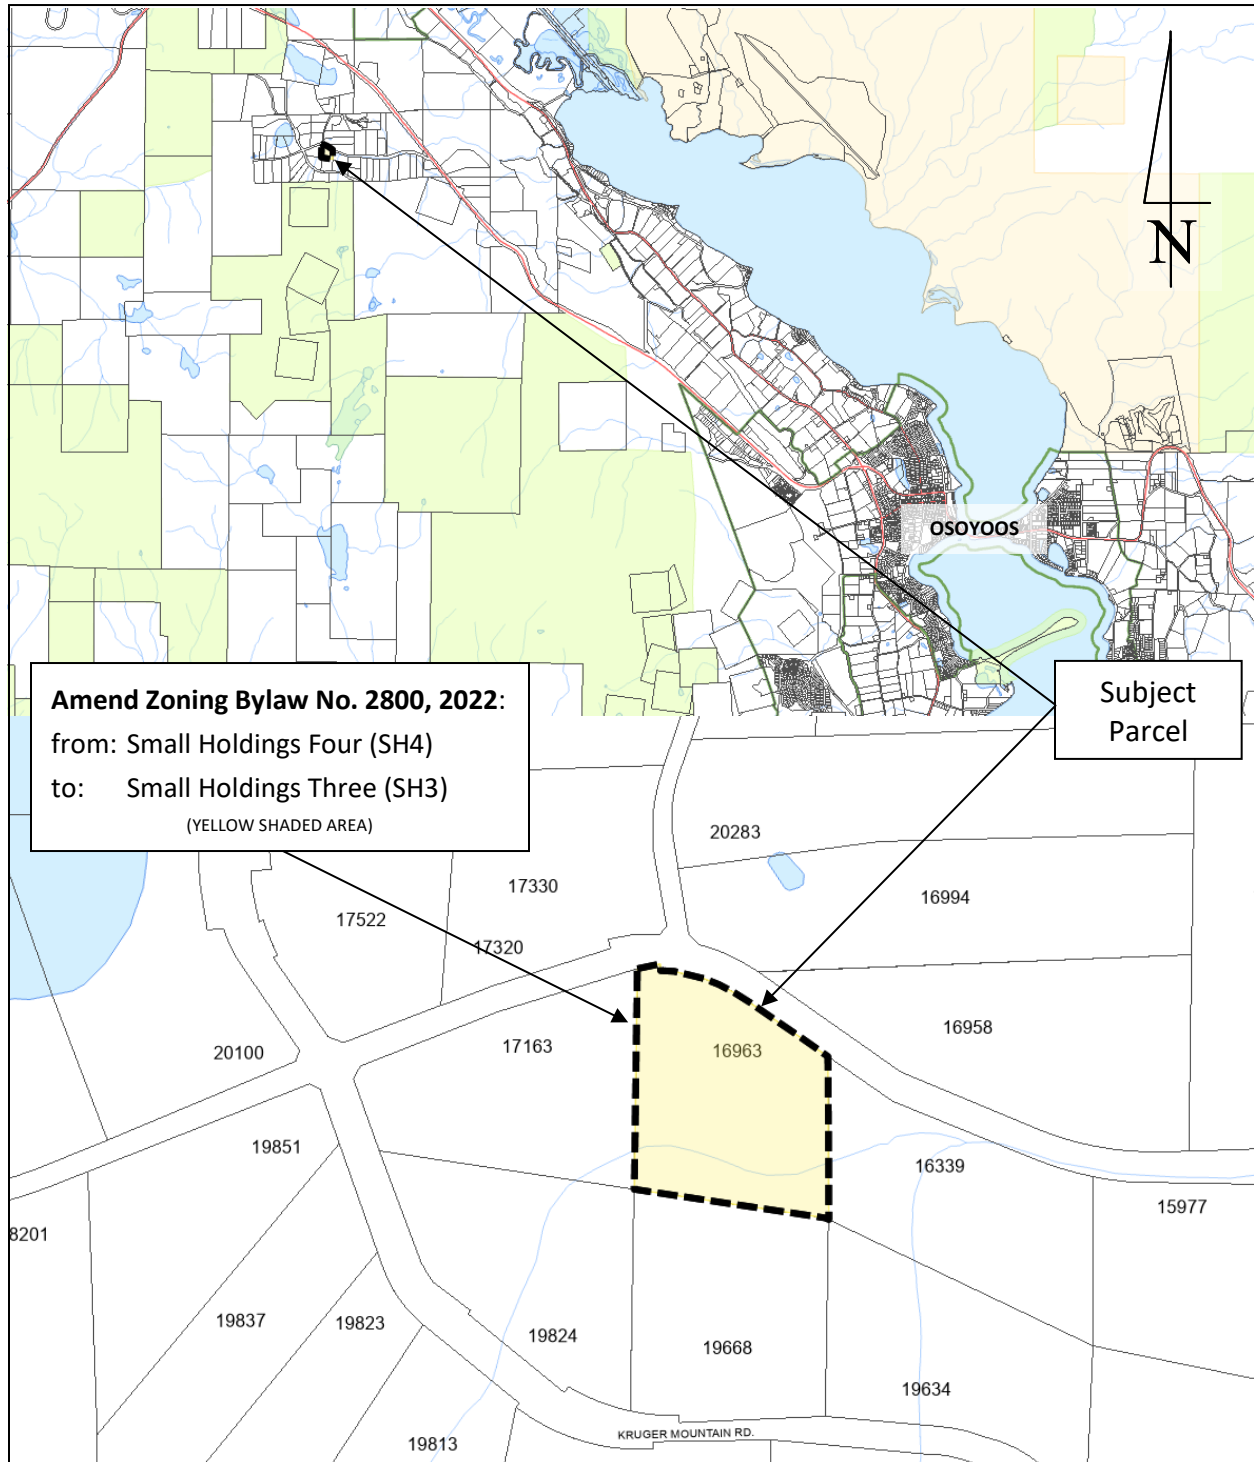 N
OSOYOOS
Amend Zoning Bylaw No. 2800, 2022:
from: Small Holdings Four (SH4)
to: Small Holdings Three (SH3)
(YELLOW SHADED AREA)
Subject
Parcel
20283
17330
16994
17522
17320
16958
20100
17163
16963
19851
16339
15977
8201
19837
19823
19824
19668
19634
KRUGER MOUNTAIN RD.
19813